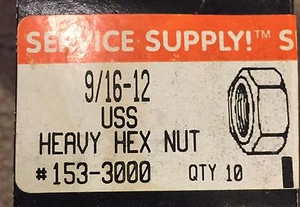 SERVICE SUPPLY!™ S
9/16-12
USS
HEAVY HEX NUT
# 153-3000 QTY 10